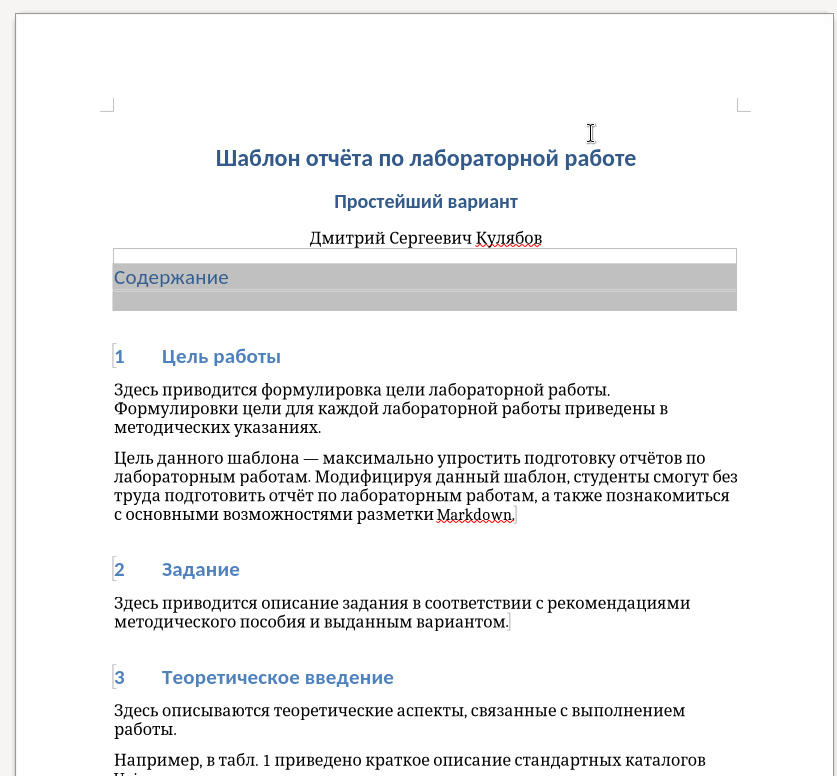 Шаблон отчёта по лабораторной работе
Простейший вариант
Дмитрий Сергеевич Кулябов
Содержание
1 Цель работы
Здесь приводится формулировка цели лабораторной работы.
Формулировки цели для каждой лабораторной работы приведены в
методических указаниях.
Цель данного шаблона — максимально упростить подготовку отчётов по
лабораторным работам. Модифицируя данный шаблон, студенты смогут без
труда подготовить отчёт по лабораторным работам, а также познакомиться
с основными возможностями разметки Markdown.
2 Задание
Здесь приводится описание задания в соответствии с рекомендациями
методического пособия и выданным вариантом.
3 Теоретическое введение
Здесь описываются теоретические аспекты, связанные с выполнением
работы.
Например, в табл. 1 приведено краткое описание стандартных каталогов